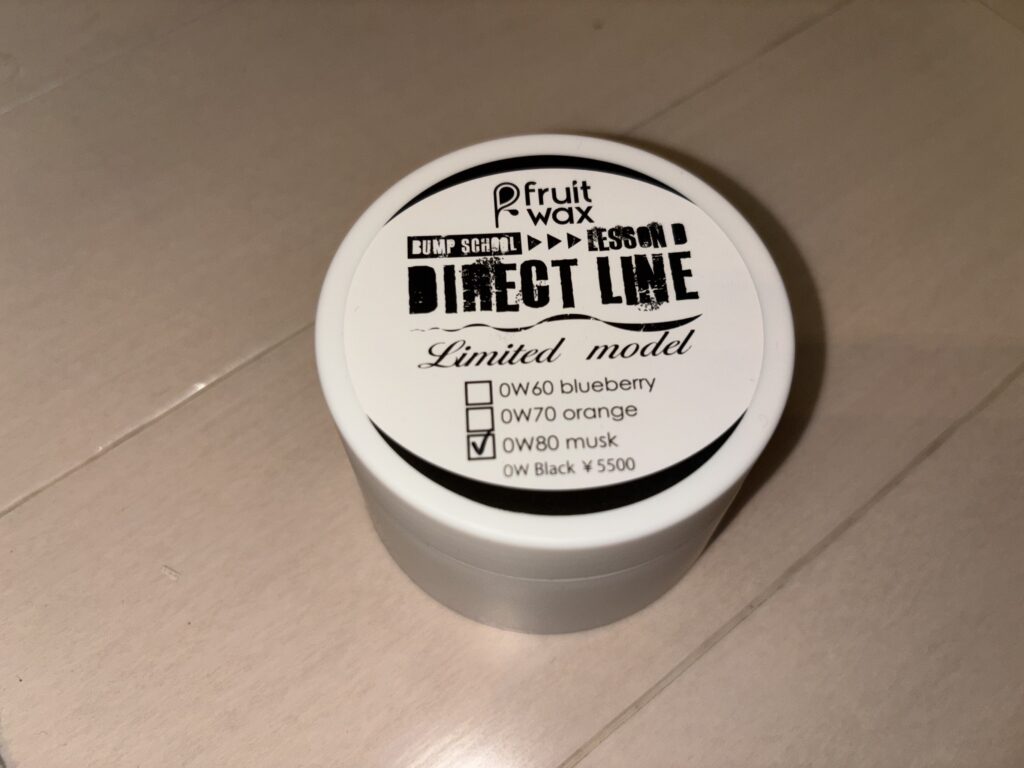 fruit
wax
BUMP SCHOOL ▷▷▷ LESSON D
DIRECT LINE
Limited model
☐ 0W60 blueberry
☐ 0W70 orange
☑ 0W80 musk
0W Black ¥5500